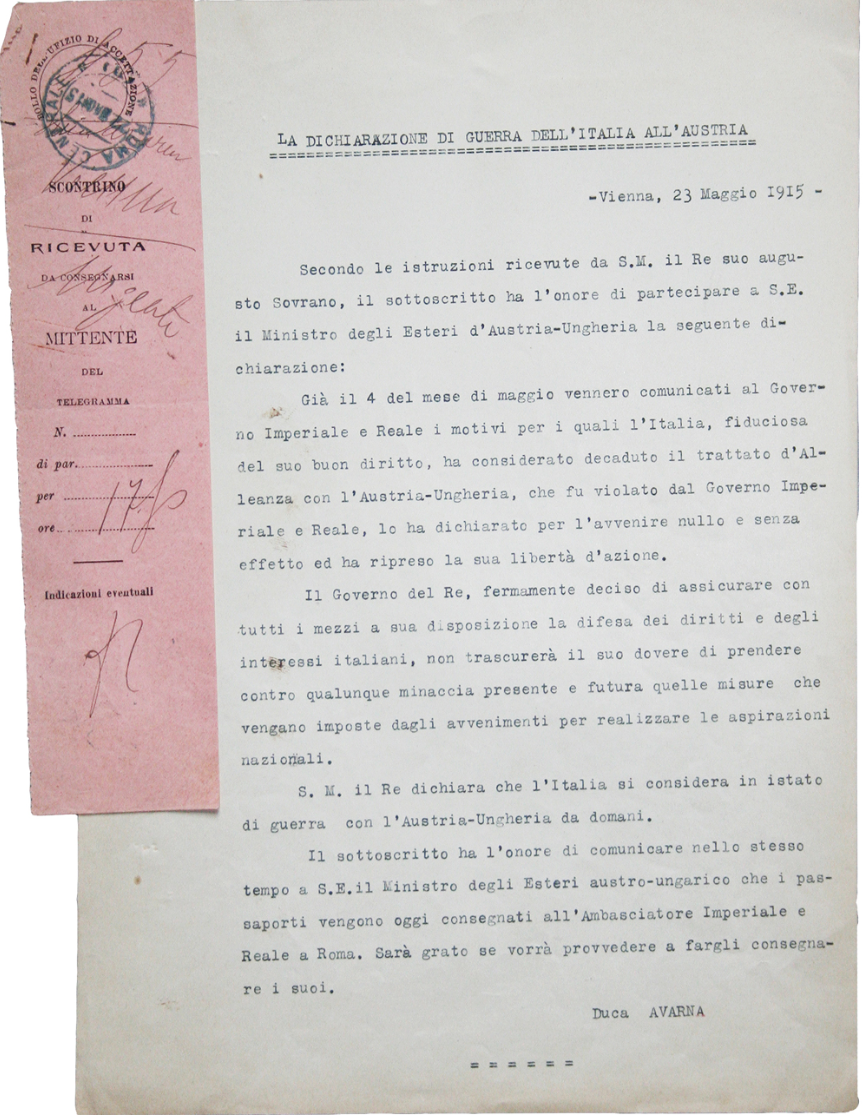 BOLLO DELL'UFIZIO DI ACCETTAZIONE
ROMA CENTRALE
SCONTRINO
DI
RICEVUTA
DA CONSEGNARSI
AL
MITTENTE
DEL
TELEGRAMMA
N. ................
di par...................
per ...................
ore........................
Indicazioni eventuali
LA DICHIARAZIONE DI GUERRA DELL'ITALIA ALL'AUSTRIA
-Vienna, 23 Maggio 1915 -
Secondo le istruzioni ricevute da S.M. il Re suo augu-
sto Sovrano, il sottoscritto ha l'onore di partecipare a S.E.
il Ministro degli Esteri d'Austria-Ungheria la seguente di-
chiarazione:
Già il 4 del mese di maggio vennero comunicati al Gover-
no Imperiale e Reale i motivi per i quali l'Italia, fiduciosa
del suo buon diritto, ha considerato decaduto il trattato d'Al-
leanza con l'Austria-Ungheria, che fu violato dal Governo Impe-
riale e Reale, lo ha dichiarato per l'avvenire nullo e senza
effetto ed ha ripreso la sua libertà d'azione.
Il Governo del Re, fermamente deciso di assicurare con
tutti i mezzi a sua disposizione la difesa dei diritti e degli
interessi italiani, non trascurerà il suo dovere di prendere
contro qualunque minaccia presente e futura quelle misure che
vengano imposte dagli avvenimenti per realizzare le aspirazioni
nazionali.
S. M. il Re dichiara che l'Italia si considera in istato
di guerra con l'Austria-Ungheria da domani.
Il sottoscritto ha l'onore di comunicare nello stesso
tempo a S.E.il Ministro degli Esteri austro-ungarico che i pas-
saporti vengono oggi consegnati all'Ambasciatore Imperiale e
Reale a Roma. Sarà grato se vorrà provvedere a fargli consegna-
re i suoi.
Duca AVARNA
= = = = = =